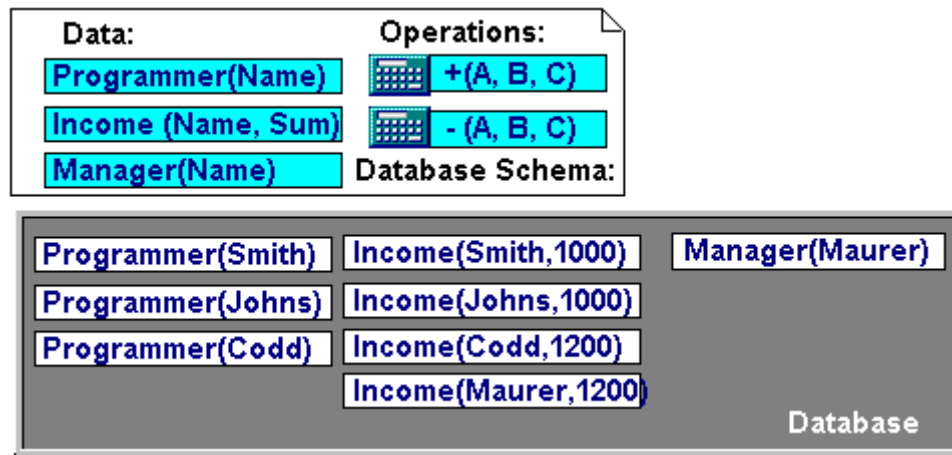 Data: Operations:
Programmer(Name) +(A, B, C)
Income (Name, Sum) - (A, B, C)
Manager(Name) Database Schema:
Programmer(Smith) Income(Smith,1000) Manager(Maurer)
Programmer(Johns) Income(Johns,1000)
Programmer(Codd) Income(Codd,1200)
Income(Maurer,1200)
Database